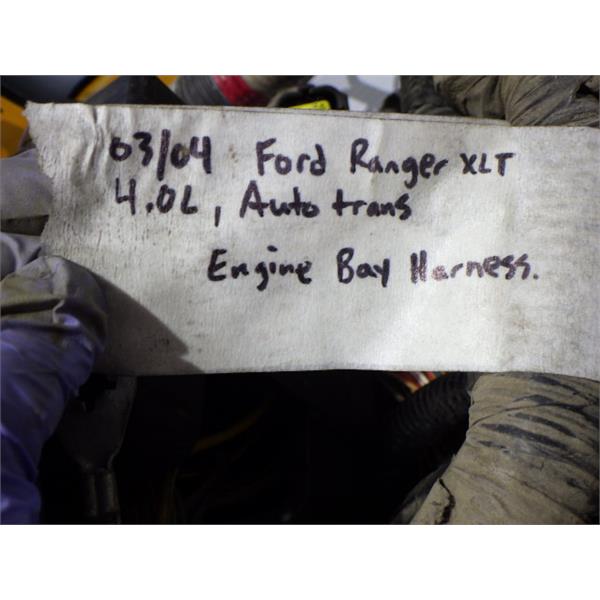 03/04 Ford Ranger XLT
4.0L, Auto trans
Engine Bay Harness.